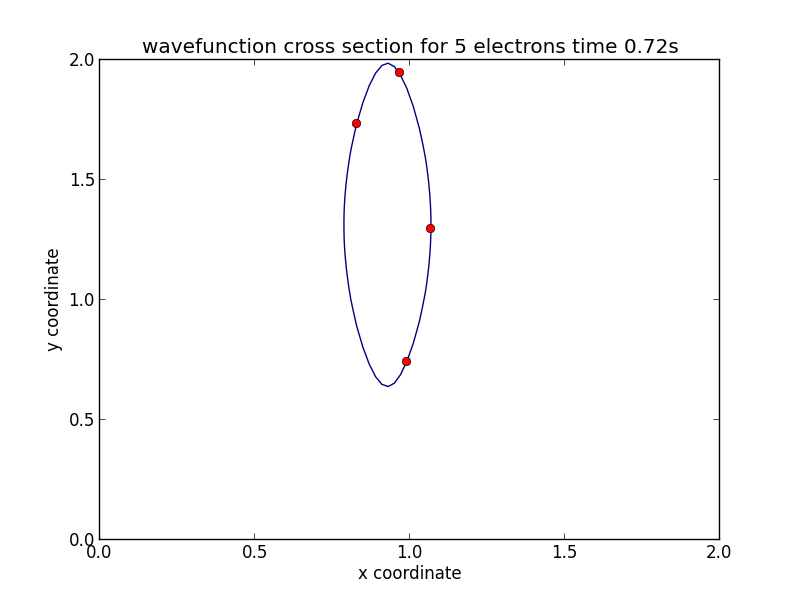 wavefunction cross section for 5 electrons time 0.72s
2.0
1.5
1.0
0.5
0.0
y coordinate
0.0 0.5 1.0 1.5 2.0
x coordinate